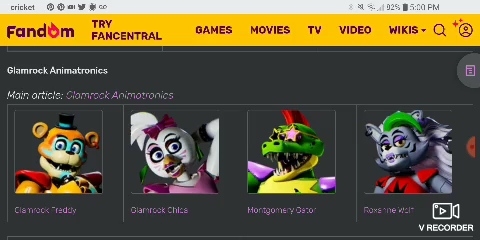 cricket
82% 5:00 PM
Fandom
TRY FANCENTRAL
GAMES MOVIES TV VIDEO WIKIS
Glamrock Animatronics
Main article: Glamrock Animatronics
Glamrock Freddy Glamrock Chica Montgomery Gator Roxanne Wolf
V RECORDER